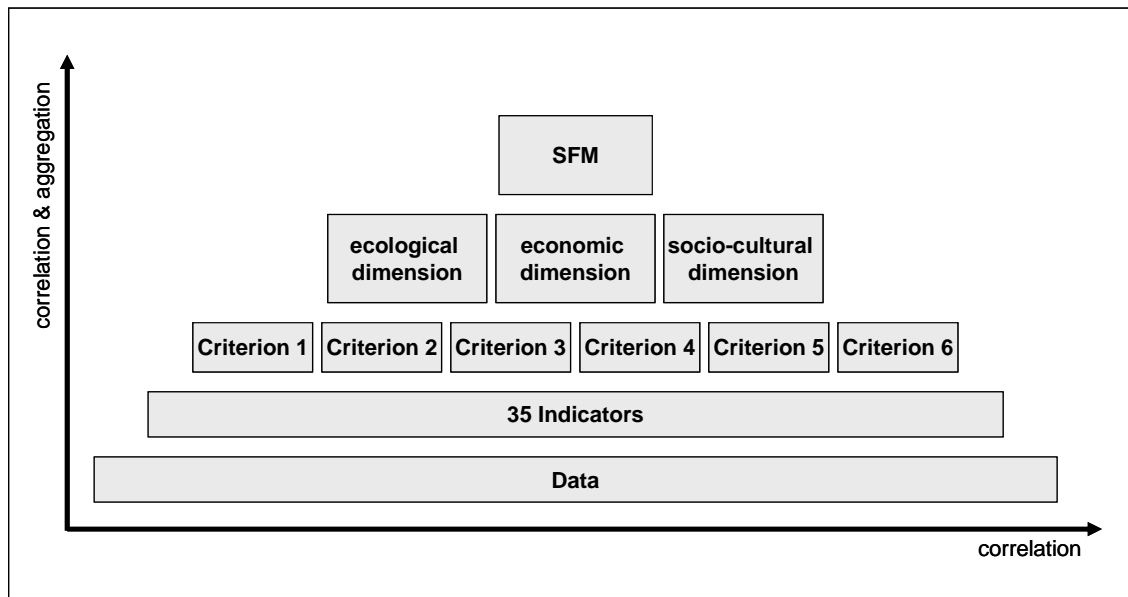 correlation & aggregation
SFM
ecological
dimension
economic
dimension
socio-cultural
dimension
Criterion 1
Criterion 2
Criterion 3
Criterion 4
Criterion 5
Criterion 6
35 Indicators
Data
correlation